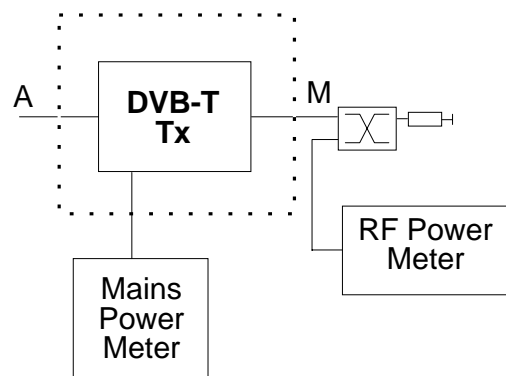 A
DVB-T
Tx
M
RF Power
Meter
Mains
Power
Meter